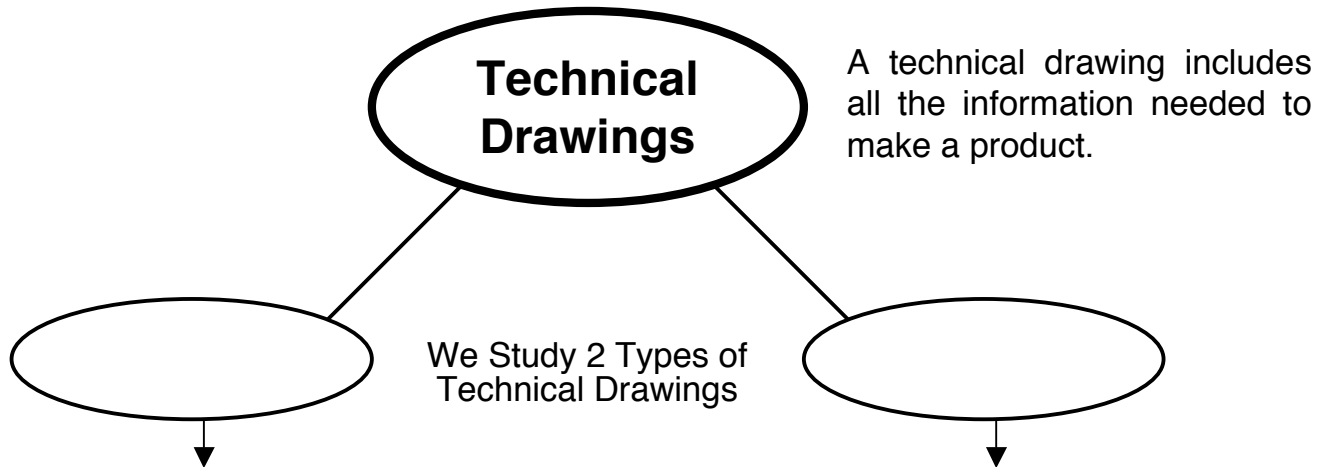 Technical
Drawings
A technical drawing includes
all the information needed to
make a product.
We Study 2 Types of
Technical Drawings